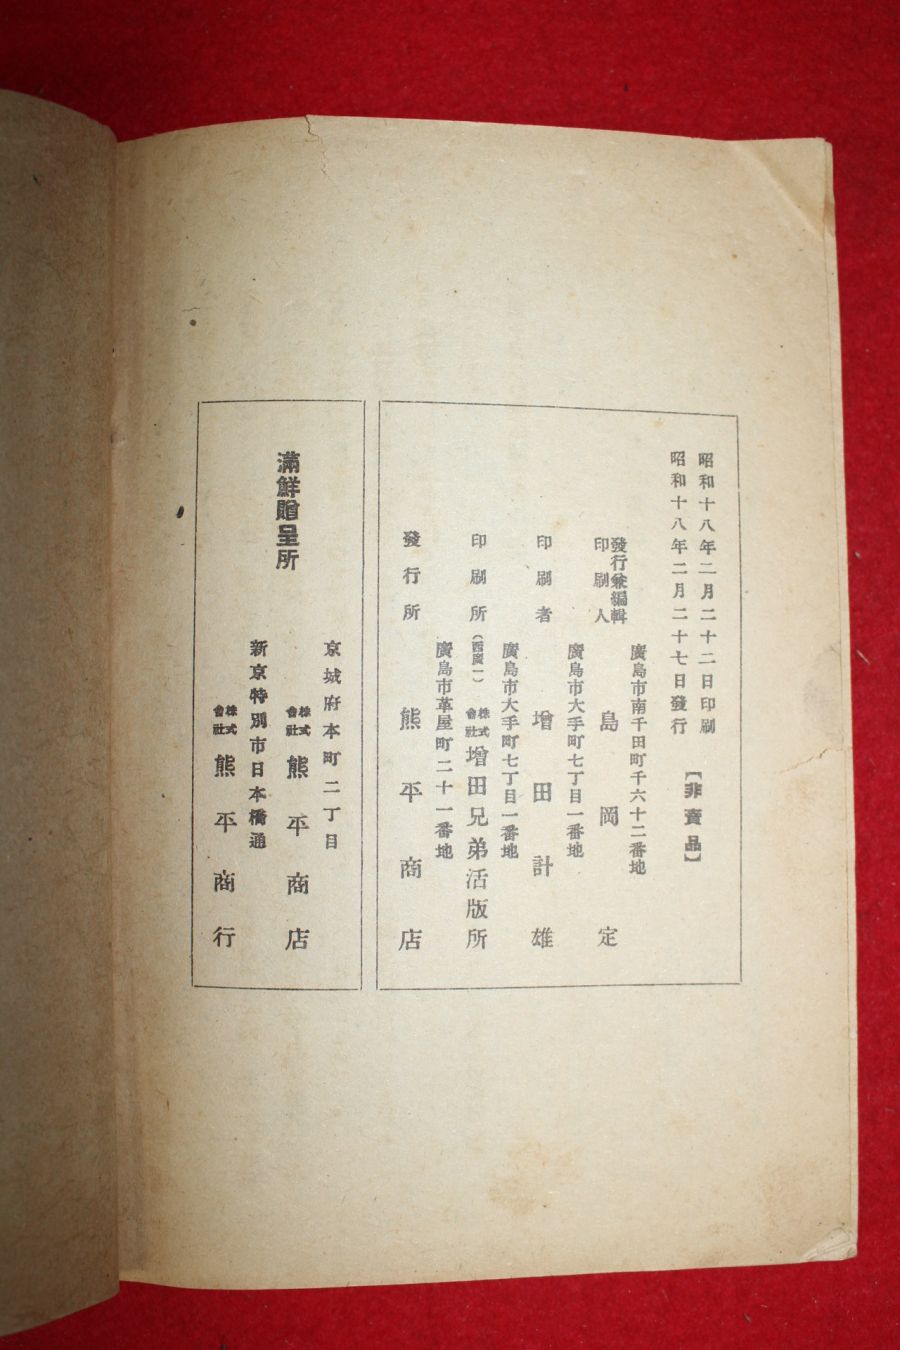 昭和十八年二月二十二日印刷
昭和十八年二月二十七日發行
【非賣品】
廣島市南千田町千六十二番地
發行兼編輯
印刷人
島岡定
廣島市大手町七丁目一番地
印刷者 增田計雄
廣島市大手町七丁目一番地
印刷所(西廣一) 株式會社 增田兄弟活版所
廣島市革屋町二十一番地
發行所 熊平商店
滿鮮贈呈所
京城府本町二丁目
株式會社 熊平商店
新京特別市日本橋通
株式會社 熊平商行